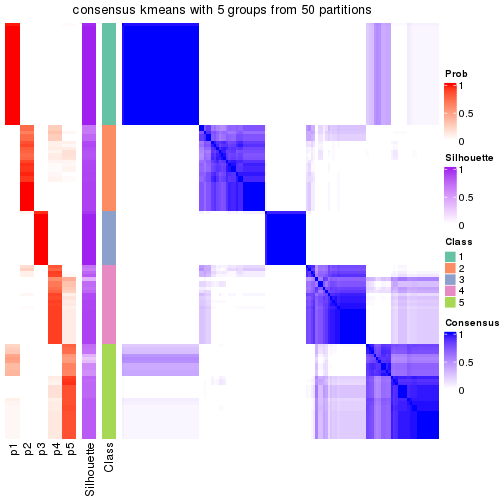 consensus kmeans with 5 groups from 50 partitions
Prob
1
0.5
0
Silhouette
1
0.5
0
Class
1
2
3
4
5
Consensus
1
0.5
0
p1
p2
p3
p4
p5
Silhouette
Class